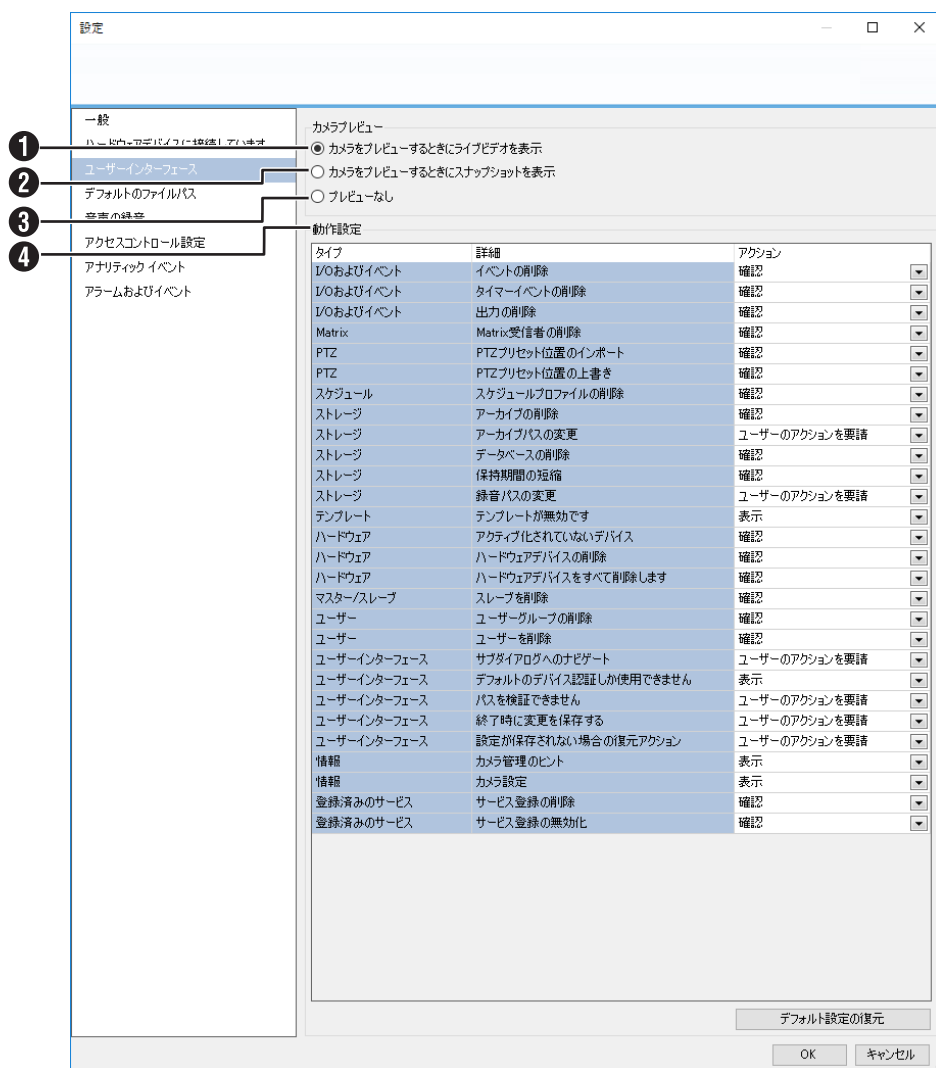 設定
一般
ハードウェアデバイスに接続しています
ユーザーインターフェース
デフォルトのファイルパス
音声の録音
アクセスコントロール設定
アナリティック イベント
アラームおよびイベント
カメラプレビュー
❶ カメラをプレビューするときにライブビデオを表示
❷ カメラをプレビューするときにスナップショットを表示
❸ プレビューなし
❹ 動作設定
タイプ 詳細 アクション
I/Oおよびイベント イベントの削除 確認
I/Oおよびイベント タイマーイベントの削除 確認
I/Oおよびイベント 出力の削除 確認
Matrix Matrix受信者の削除 確認
PTZ PTZプリセット位置のインポート 確認
PTZ PTZプリセット位置の上書き 確認
スケジュール スケジュールプロファイルの削除 確認
ストレージ アーカイブの削除 確認
ストレージ アーカイブパスの変更 ユーザーのアクションを要請
ストレージ データベースの削除 確認
ストレージ 保持期間の短縮 確認
ストレージ 録音パスの変更 ユーザーのアクションを要請
テンプレート テンプレートが無効です 表示
ハードウェア アクティブ化されていないデバイス 確認
ハードウェア ハードウェアデバイスの削除 確認
ハードウェア ハードウェアデバイスをすべて削除します 確認
マスター/スレーブ スレーブを削除 確認
ユーザー ユーザーグループの削除 確認
ユーザー ユーザーを削除 確認
ユーザーインターフェース サブダイアログへのナビゲート ユーザーのアクションを要請
ユーザーインターフェース デフォルトのデバイス認証しか使用できません 表示
ユーザーインターフェース パスを検証できません ユーザーのアクションを要請
ユーザーインターフェース 終了時に変更を保存する ユーザーのアクションを要請
ユーザーインターフェース 設定が保存されない場合の復元アクション ユーザーのアクションを要請
情報 カメラ管理のヒント 表示
情報 カメラ設定 表示
登録済みのサービス サービス登録の削除 確認
登録済みのサービス サービス登録の無効化 確認
デフォルト設定の復元
OK キャンセル